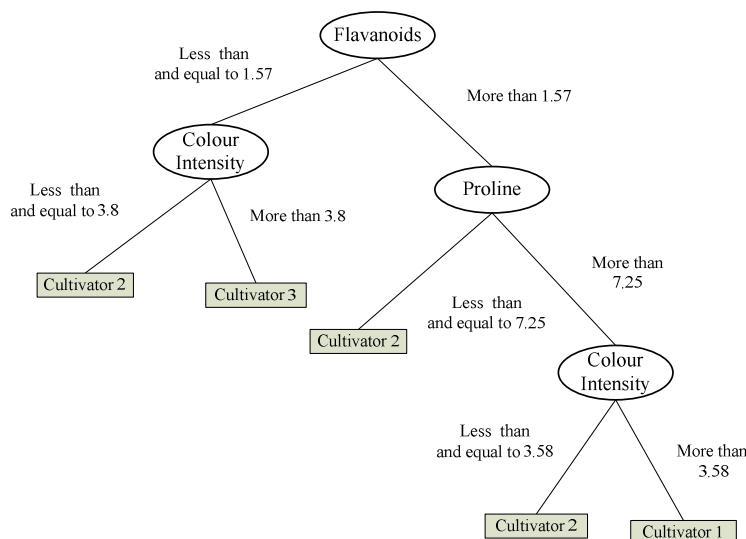 Flavanoids
Less than
and equal to 1.57
More than 1.57
Colour
Intensity
Proline
Less than
and equal to 3.8
More than 3.8
Cultivator 2
Cultivator 3
Less than
and equal to 7.25
More than
7.25
Cultivator 2
Colour
Intensity
Less than
and equal to 3.58
More than
3.58
Cultivator 2
Cultivator 1